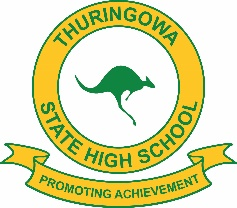 THURINGOWA
STATE HIGH SCHOOL
PROMOTING ACHIEVEMENT